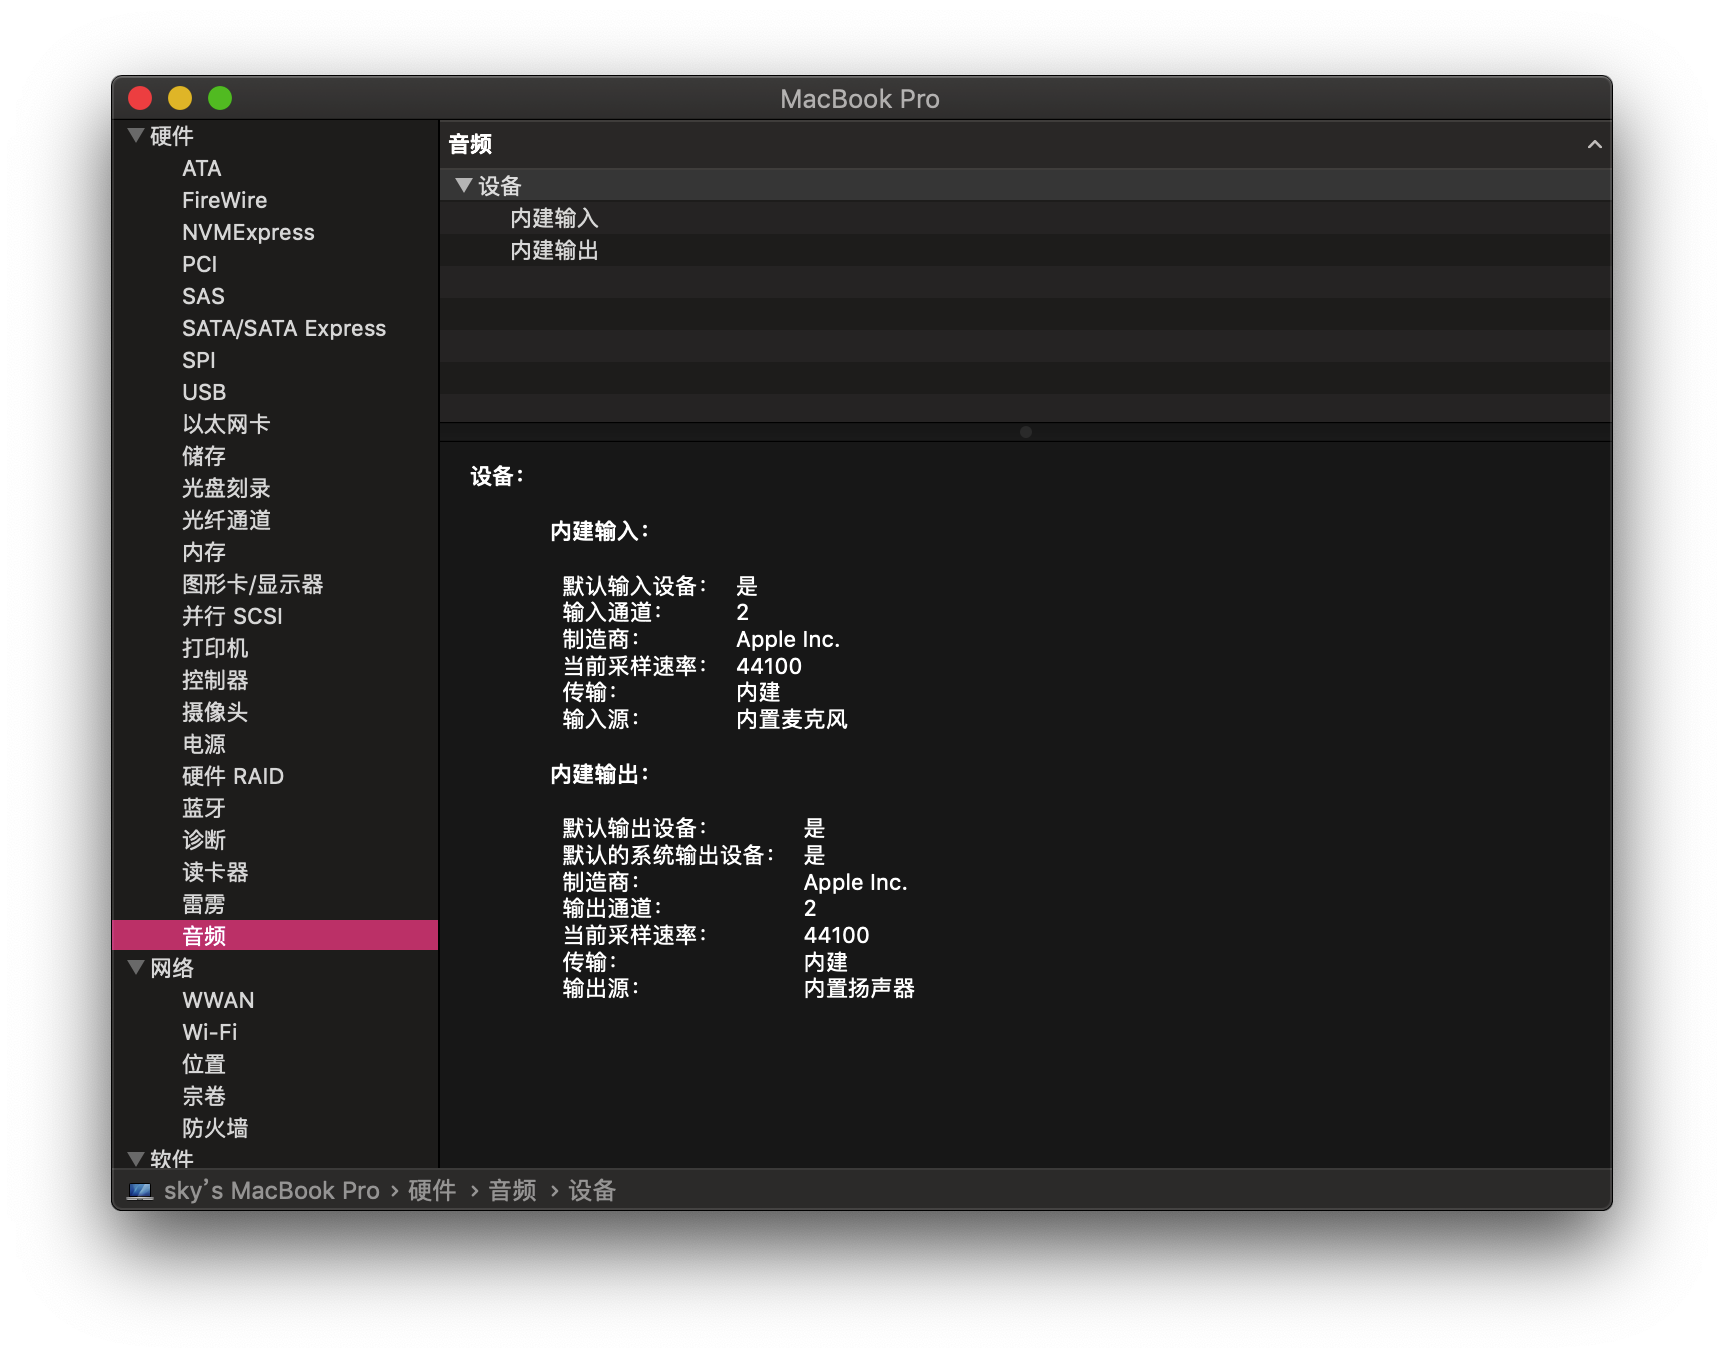 MacBook Pro
硬件
ATA
FireWire
NVMExpress
PCI
SAS
SATA/SATA Express
SPI
USB
以太网卡
储存
光盘刻录
光纤通道
内存
图形卡/显示器
并行 SCSI
打印机
控制器
摄像头
电源
硬件 RAID
蓝牙
诊断
读卡器
雷雳
音频
网络
WWAN
Wi-Fi
位置
宗卷
防火墙
软件
音频
设备
内建输入
内建输出
设备：
内建输入：
默认输入设备： 是
输入通道： 2
制造商： Apple Inc.
当前采样速率： 44100
传输： 内建
输入源： 内置麦克风
内建输出：
默认输出设备： 是
默认的系统输出设备： 是
制造商： Apple Inc.
输出通道： 2
当前采样速率： 44100
传输： 内建
输出源： 内置扬声器
sky’s MacBook Pro › 硬件 › 音频 › 设备